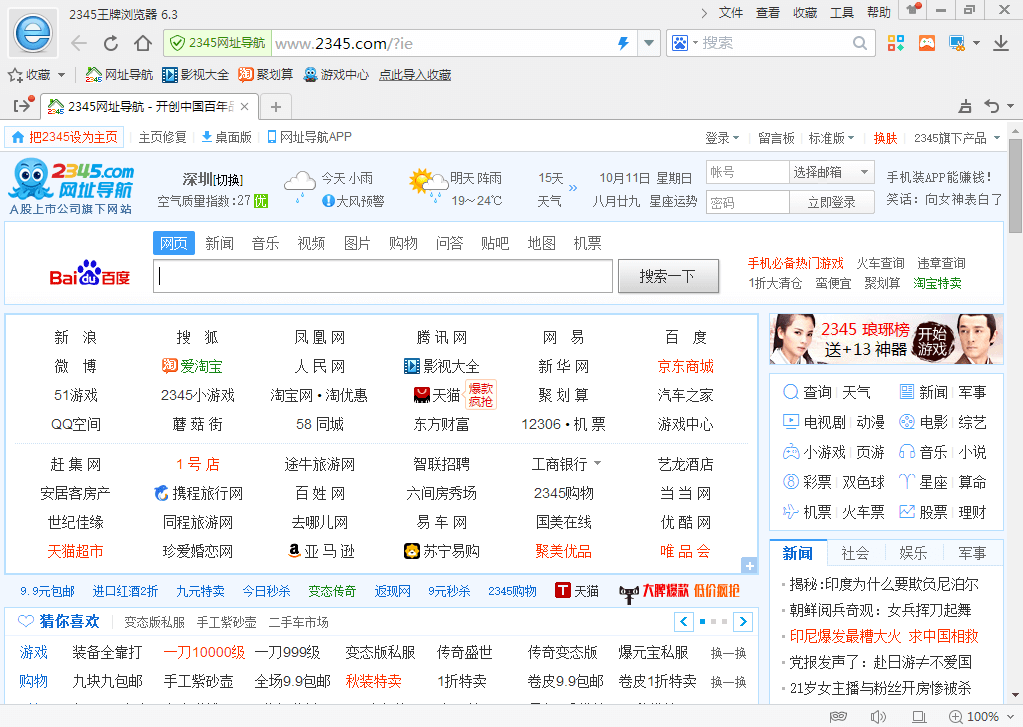 2345王牌浏览器 6.3
文件 查看 收藏 工具 帮助
2345网址导航 www.2345.com/?ie 搜索
收藏 网址导航 影视大全 聚划算 游戏中心 点此导入收藏
2345网址导航 - 开创中国百年品
把2345设为主页 主页修复 桌面版 网址导航APP 登录 留言板 标准版 换肤 2345旗下产品
2345.com
网址导航
A股上市公司旗下网站
深圳[切换]
空气质量指数:27优
今天 小雨
大风预警
明天 阵雨
19～24℃
15天
天气
10月11日 星期日
八月廿九 星座运势
帐号 选择邮箱
密码 立即登录
手机装APP能赚钱！
笑话：向女神表白了
网页 新闻 音乐 视频 图片 购物 问答 贴吧 地图 机票
Bai du 百度 搜索一下
手机必备热门游戏 火车查询 违章查询
1折大清仓 蛮便宜 聚划算 淘宝特卖
新 浪 搜 狐 凤凰网 腾讯网 网 易 百 度
微 博 爱淘宝 人民网 影视大全 新华网 京东商城
51游戏 2345小游戏 淘宝网·淘优惠 天猫 爆款疯抢 聚划算 汽车之家
QQ空间 蘑菇街 58同城 东方财富 12306·机票 游戏中心
赶集网 1号店 途牛旅游网 智联招聘 工商银行 艺龙酒店
安居客房产 携程旅行网 百姓网 六间房秀场 2345购物 当当网
世纪佳缘 同程旅游网 去哪儿网 易车网 国美在线 优酷网
天猫超市 珍爱婚恋网 亚马逊 苏宁易购 聚美优品 唯品会
9.9元包邮 进口红酒2折 九元特卖 今日秒杀 变态传奇 返现网 9元秒杀 2345购物 天猫 大牌爆款 低价疯抢
猜你喜欢 变态版私服 手工紫砂壶 二手车市场
游戏 装备全靠打 一刀10000级 一刀999级 变态版私服 传奇盛世 传奇变态版 爆元宝私服 换一换
购物 九块九包邮 手工紫砂壶 全场9.9包邮 秋装特卖 1折特卖 卷皮9.9包邮 卷皮1折特卖 换一换
2345 琅琊榜
送+13 神器
开始
游戏
查询 天气 新闻 军事
电视剧 动漫 电影 综艺
小游戏 页游 音乐 小说
彩票 双色球 星座 算命
机票 火车票 股票 理财
新闻 社会 娱乐 军事
揭秘:印度为什么要欺负尼泊尔
朝鲜阅兵奇观：女兵挥刀起舞
印尼爆发最糟大火 求中国相救
党报发声了：赴日游≠不爱国
21岁女主播与粉丝开房惨被杀
100%